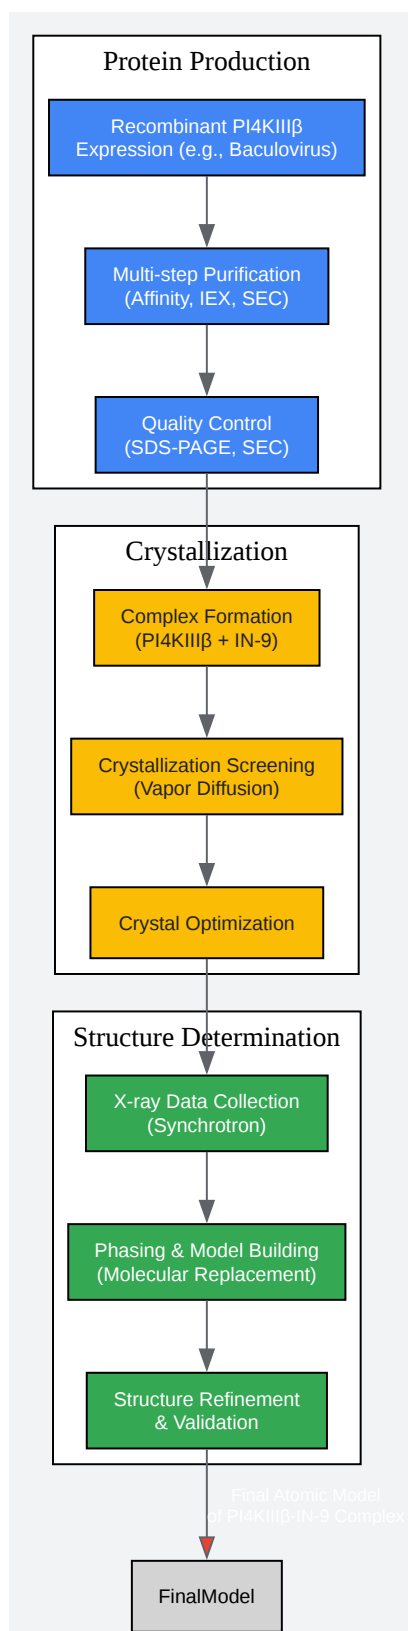 Protein Production
Recombinant PI4KIIIβ
Expression (e.g., Baculovirus)
Multi-step Purification
(Affinity, IEX, SEC)
Quality Control
(SDS-PAGE, SEC)
Crystallization
Complex Formation
(PI4KIIIβ + IN-9)
Crystallization Screening
(Vapor Diffusion)
Crystal Optimization
Structure Determination
X-ray Data Collection
(Synchrotron)
Phasing & Model Building
(Molecular Replacement)
Structure Refinement
& Validation
Final Atomic Model
of PI4KIIIβ-IN-9 Complex
FinalModel